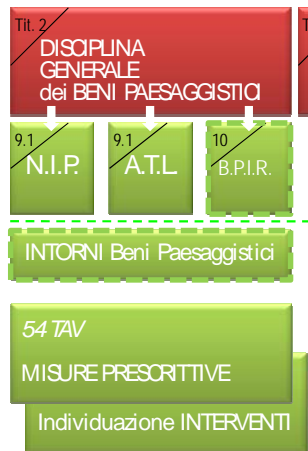 Tit. 2
DISCIPLINA
GENERALE
dei BENI PAESAGGISTICI
9.1
N.I.P.
9.1
A.T.L.
10
B.P.I.R.
INTORNI Beni Paesaggistici
54 TAV
MISURE PRESCRITTIVE
Individuazione INTERVENTI